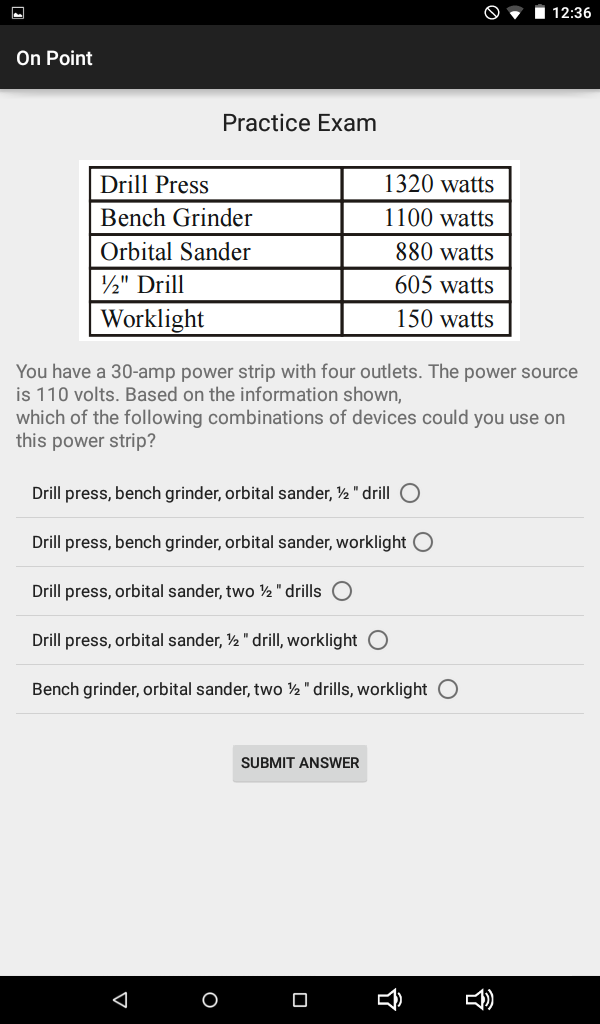 12:36
On Point
Practice Exam
Drill Press 1320 watts
Bench Grinder 1100 watts
Orbital Sander 880 watts
½" Drill 605 watts
Worklight 150 watts
You have a 30-amp power strip with four outlets. The power source
is 110 volts. Based on the information shown,
which of the following combinations of devices could you use on
this power strip?
Drill press, bench grinder, orbital sander, ½ " drill
Drill press, bench grinder, orbital sander, worklight
Drill press, orbital sander, two ½ " drills
Drill press, orbital sander, ½ " drill, worklight
Bench grinder, orbital sander, two ½ " drills, worklight
SUBMIT ANSWER